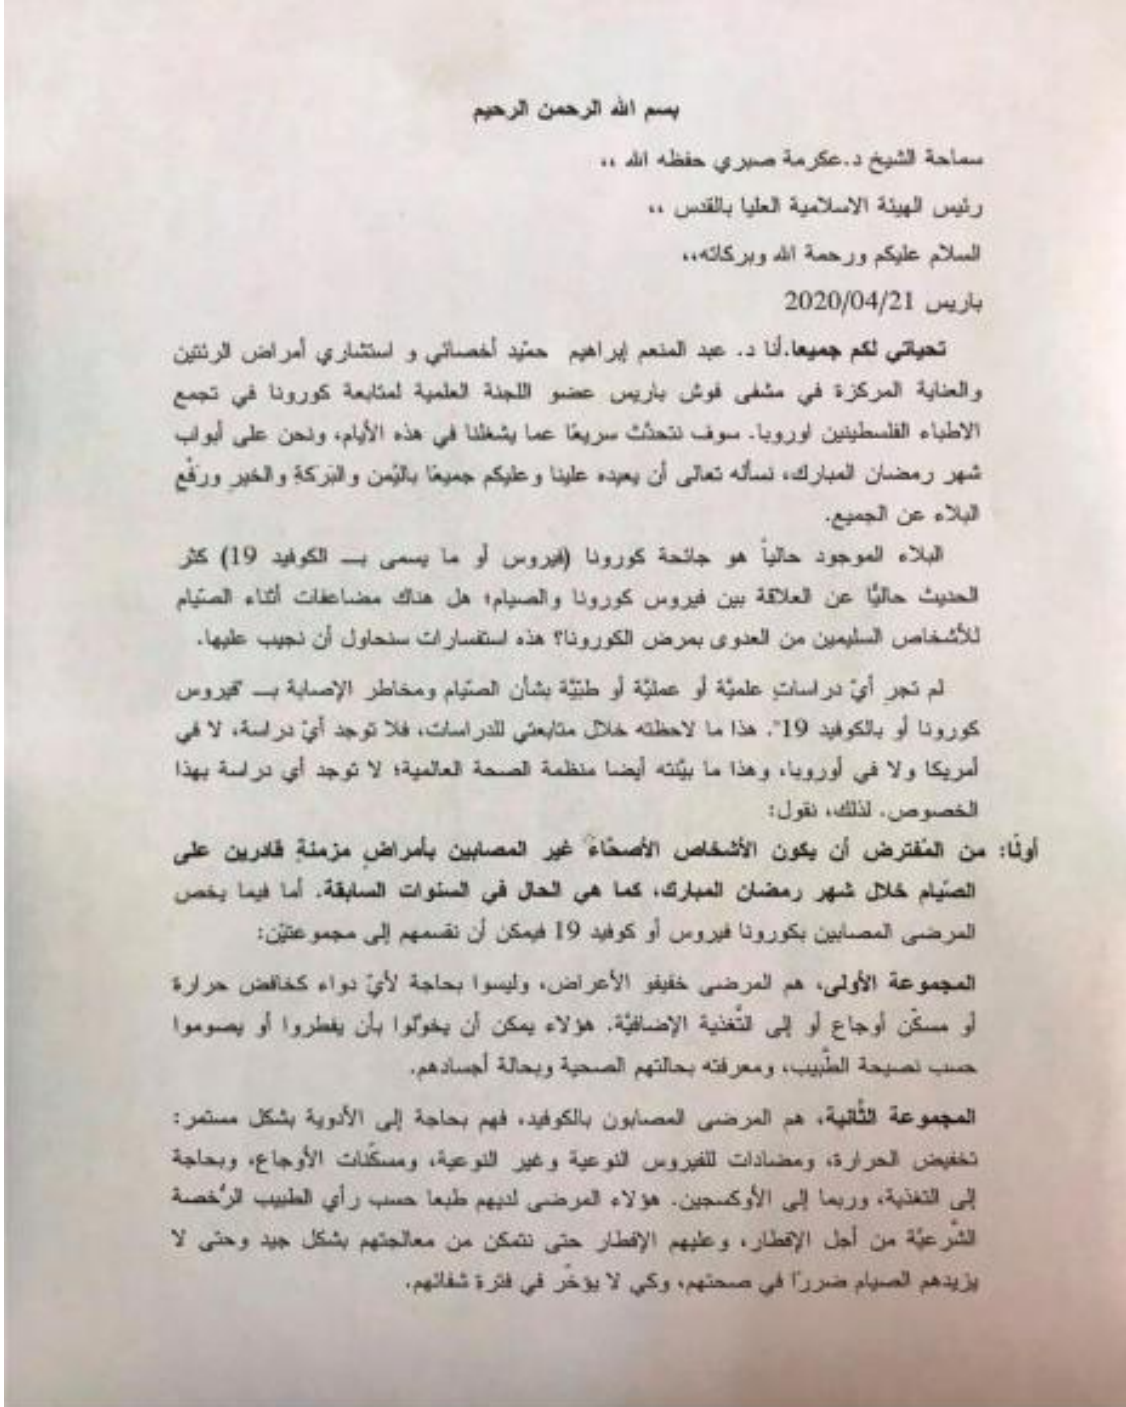 بسم الله الرحمن الرحيم
سماحة الشيخ د.عكرمة صبري حفظه الله ،،
رئيس الهيئة الاسلامية العليا بالقدس ،،
السلام عليكم ورحمة الله وبركاته،،
باريس 2020/04/21
تحياتي لكم جميعا.أنا د. عبد المنعم إبراهيم حميّد أخصائي و استشاري أمراض الرئتين
والعناية المركزة في مشفى فوش باريس عضو اللجنة العلمية لمتابعة كورونا في تجمع
الاطباء الفلسطينين اوروبا. سوف نتحدّث سريعًا عما يشغلنا في هذه الأيام، ونحن على أبواب
شهر رمضان المبارك، نسأله تعالى أن يعيده علينا وعليكم جميعًا باليُمن والبَركةِ والخيرِ ورَفْعِ
البلاء عن الجميع.
البلاء الموجود حالياً هو جائحة كورونا (فيروس أو ما يسمى بـــ الكوفيد 19) كثر
الحديث حاليًّا عن العلاقة بين فيروس كورونا والصيام؛ هل هناك مضاعفات أثناء الصّيام
للأشخاص السليمين من العدوى بمرض الكورونا؟ هذه استفسارات سنحاول أن نجيب عليها.
لم تجرِ أيّ دراساتٍ علميَّة أو عمليَّة أو طبّيَّة بشأن الصّيام ومخاطر الإصابة بـــ "فيروس
كورونا أو بالكوفيد 19". هذا ما لاحظته خلال متابعتي للدراسات، فلا توجد أيّ دراسة، لا في
أمريكا ولا في أوروبا، وهذا ما بيَّنته أيضا منظمة الصحة العالمية؛ لا توجد أي دراسة بهذا
الخصوص. لذلك، نقول:
أولًا: من المُفترض أن يكون الأشخاص الأصحّاءَ غير المصابين بأمراضٍ مزمنةٍ قادرين على
الصّيام خلال شهر رمضان المبارك، كما هي الحال في السنوات السابقة. أما فيما يخص
المرضى المصابين بكورونا فيروس أو كوفيد 19 فيمكن أن نقسمهم إلى مجموعتيْن:
المجموعة الأولى، هم المرضى خفيفو الأعراض، وليسوا بحاجة لأيّ دواء كخافض حرارة
أو مسكّن أوجاع أو إلى التَّغذية الإضافيَّة. هؤلاء يمكن أن يخولّوا بأن يفطروا أو يصوموا
حسب نصيحة الطَّبيب، ومعرفته بحالتهم الصحية وبحالة أجسادهم.
المجموعة الثَّانية، هم المرضى المصابون بالكوفيد، فهم بحاجة إلى الأدوية بشكل مستمر:
تخفيض الحرارة، ومضادات للفيروس النوعية وغير النوعية، ومسكّنات الأوجاع، وبحاجة
إلى التغذية، وربما إلى الأوكسجين. هؤلاء المرضى لديهم طبعا حسب رأي الطبيب الرُّخصة
الشَّرعيَّة من أجل الإفطار، وعليهم الإفطار حتى نتمكن من معالجتهم بشكل جيد وحتى لا
يزيدهم الصيام ضررًا في صحتهم، وكي لا يؤخّر في فترة شفائهم.